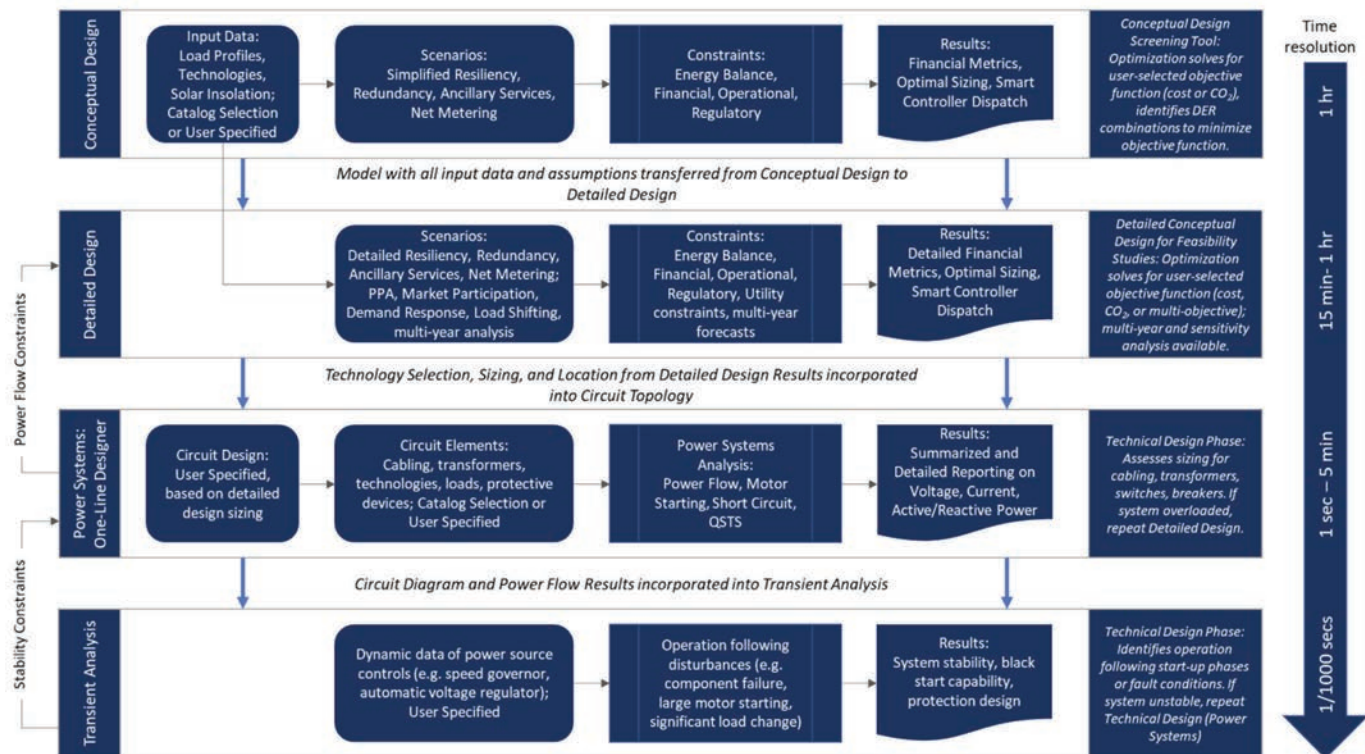 Conceptual Design
Input Data:
Load Profiles,
Technologies,
Solar Insolation;
Catalog Selection
or User Specified
Scenarios:
Simplified Resiliency,
Redundancy, Ancillary Services,
Net Metering
Constraints:
Energy Balance,
Financial, Operational,
Regulatory
Results:
Financial Metrics,
Optimal Sizing, Smart
Controller Dispatch
Conceptual Design
Screening Tool:
Optimization solves for
user-selected objective
function (cost or CO₂),
identifies DER
combinations to minimize
objective function.
Time
resolution
1 hr
Model with all input data and assumptions transferred from Conceptual Design to
Detailed Design
Detailed Design
Scenarios:
Detailed Resiliency, Redundancy,
Ancillary Services, Net Metering;
PPA, Market Participation,
Demand Response, Load Shifting,
multi-year analysis
Constraints:
Energy Balance,
Financial, Operational,
Regulatory, Utility
constraints, multi-year
forecasts
Results:
Detailed Financial
Metrics, Optimal Sizing,
Smart Controller
Dispatch
Detailed Conceptual
Design for Feasibility
Studies: Optimization
solves for user-selected
objective function (cost,
CO₂, or multi-objective);
multi-year and sensitivity
analysis available.
15 min- 1 hr
Power Flow Constraints
Technology Selection, Sizing, and Location from Detailed Design Results incorporated
into Circuit Topology
Power Systems:
One-Line Designer
Circuit Design:
User Specified,
based on detailed
design sizing
Circuit Elements:
Cabling, transformers,
technologies, loads, protective
devices; Catalog Selection or
User Specified
Power Systems
Analysis:
Power Flow, Motor
Starting, Short Circuit,
QSTS
Results:
Summarized and
Detailed Reporting on
Voltage, Current,
Active/Reactive Power
Technical Design Phase:
Assesses sizing for
cabling, transformers,
switches, breakers. If
system overloaded,
repeat Detailed Design.
1 sec – 5 min
Stability Constraints
Circuit Diagram and Power Flow Results incorporated into Transient Analysis
Transient Analysis
Dynamic data of power source
controls (e.g. speed governor,
automatic voltage regulator);
User Specified
Operation following
disturbances (e.g.
component failure,
large motor starting,
significant load change)
Results:
System stability, black
start capability,
protection design
Technical Design Phase:
Identifies operation
following start-up phases
or fault conditions. If
system unstable, repeat
Technical Design (Power
Systems)
1/1000 secs